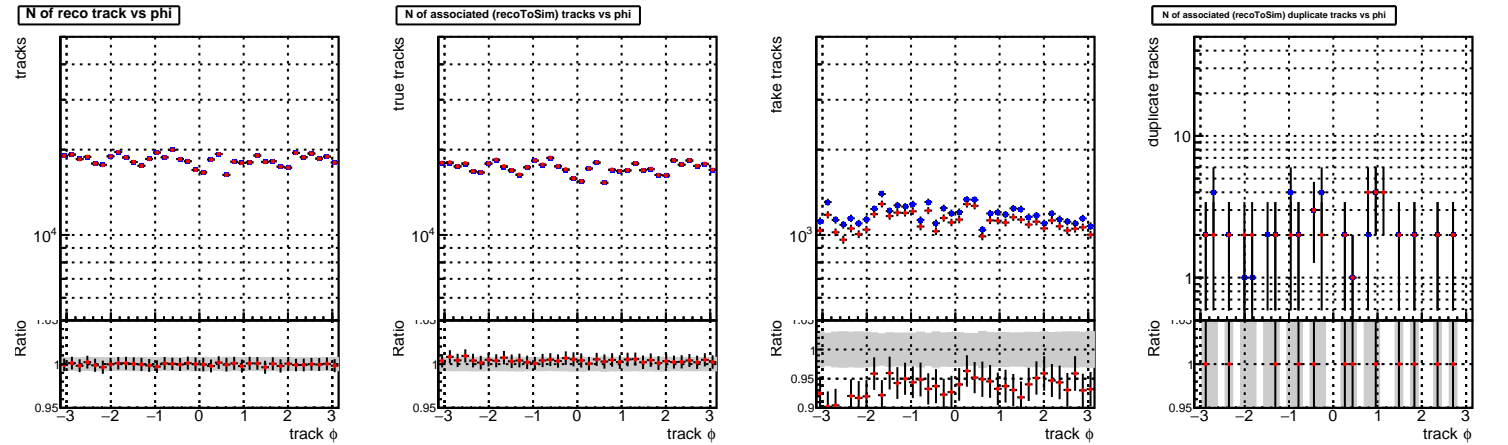 N of reco track vs phi
tracks
10⁴
Ratio
1
0.95
−3 −2 −1 0 1 2 3
track ϕ
N of associated (recoToSim) tracks vs phi
true tracks
10⁴
Ratio
1
0.95
−3 −2 −1 0 1 2 3
track ϕ
fake tracks
10³
Ratio
1
0.95
0.9
−3 −2 −1 0 1 2 3
track ϕ
N of associated (recoToSim) duplicate tracks vs phi
duplicate tracks
10
1
Ratio
1
0.95
−3 −2 −1 0 1 2 3
track ϕ